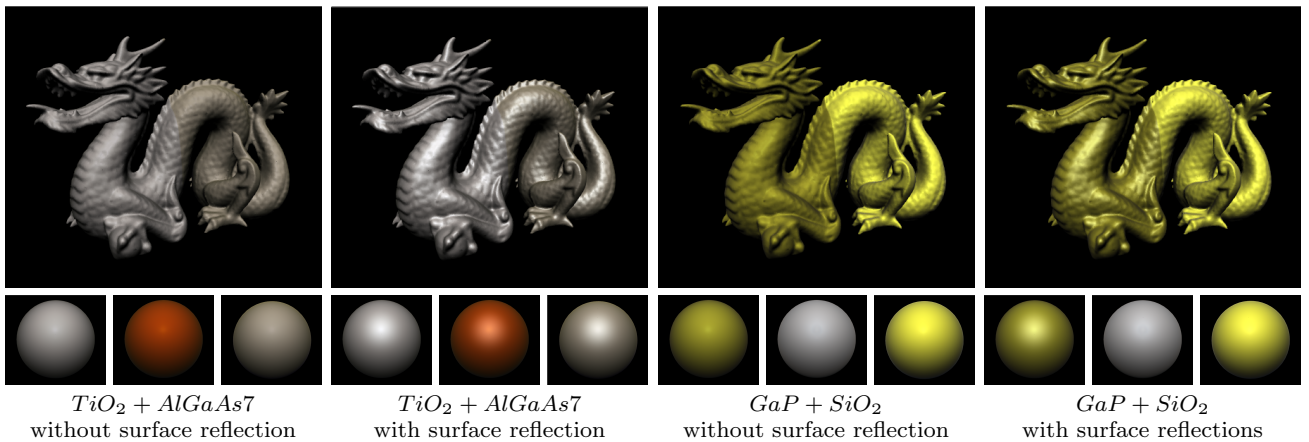 TiO₂ + AlGaAs7
without surface reflection
TiO₂ + AlGaAs7
with surface reflection
GaP + SiO₂
without surface reflection
GaP + SiO₂
with surface reflections